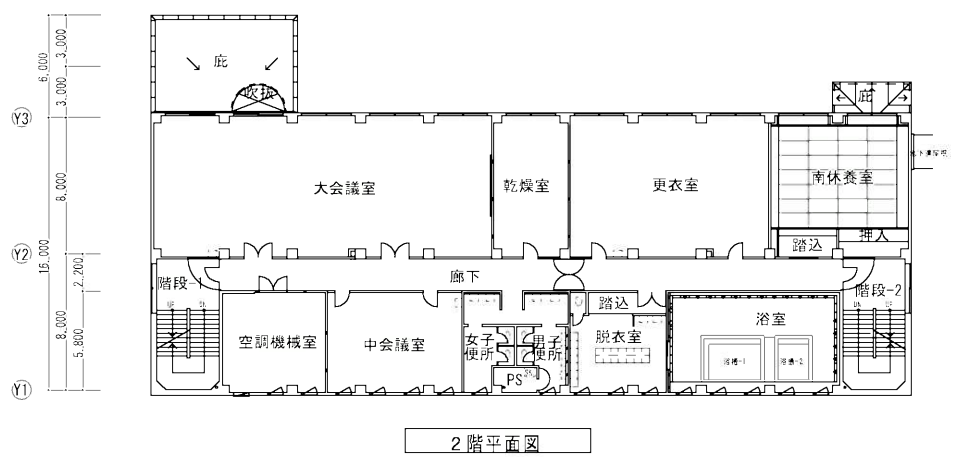 3,000
6,000
3,000
庇
吹抜
庇
Y3
8,000
大会議室
乾燥室
更衣室
南休養室
Y2
16,000
2,200
踏込
押入
廊下
階段-1
UP
DN
階段-2
DN
UP
8,000
5,800
空調機械室
中会議室
女子
便所
男子
便所
PS
踏込
脱衣室
浴室
浴槽-1
浴槽-2
Y1
2階平面図